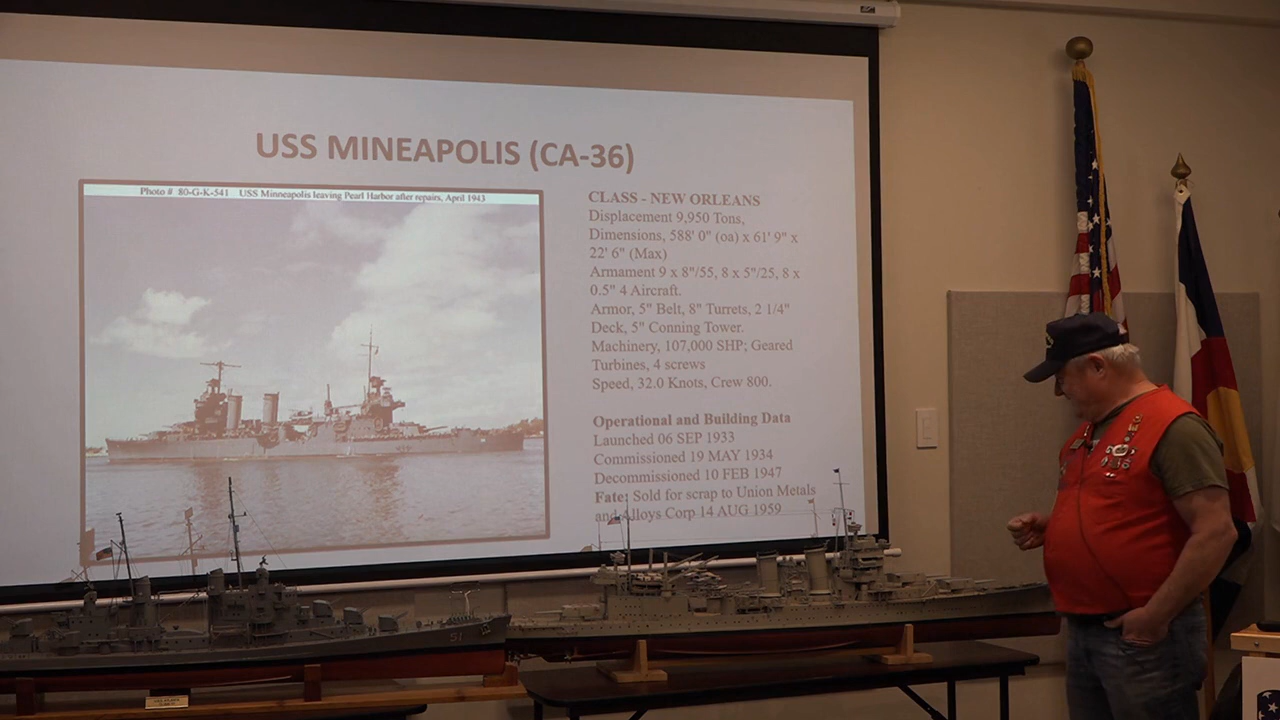 USS MINEAPOLIS (CA-36)
Photo # 80-G-K-541 USS Minneapolis leaving Pearl Harbor after repairs, April 1943
CLASS - NEW ORLEANS
Displacement 9,950 Tons,
Dimensions, 588' 0" (oa) x 61' 9" x
22' 6" (Max)
Armament 9 x 8"/55, 8 x 5"/25, 8 x
0.5" 4 Aircraft.
Armor, 5" Belt, 8" Turrets, 2 1/4"
Deck, 5" Conning Tower.
Machinery, 107,000 SHP; Geared
Turbines, 4 screws
Speed, 32.0 Knots, Crew 800.
Operational and Building Data
Launched 06 SEP 1933
Commissioned 19 MAY 1934
Decommissioned 10 FEB 1947
Fate: Sold for scrap to Union Metals
and Alloys Corp 14 AUG 1959
51